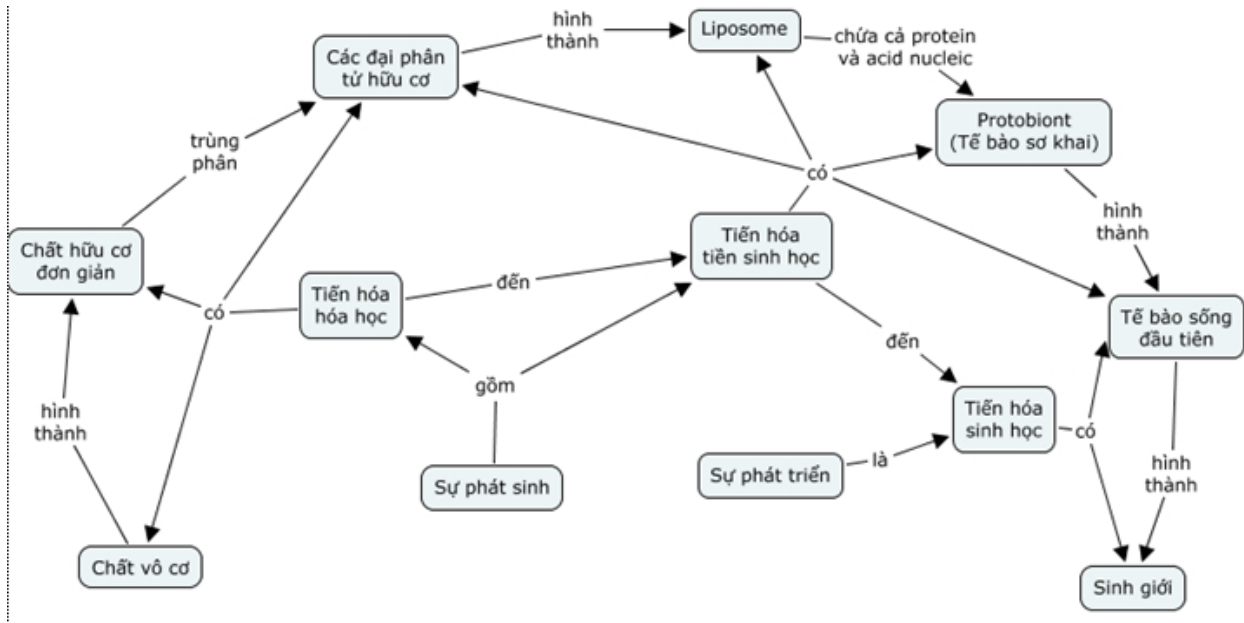 hình
thành
Liposome
chứa cả protein
và acid nucleic
Các đại phân
tử hữu cơ
Protobiont
(Tế bào sơ khai)
trùng
phân
có
hình
thành
Chất hữu cơ
đơn giản
Tiến hóa
tiền sinh học
đến
Tiến hóa
hóa học
có
Tế bào sống
đầu tiên
đến
gồm
hình
thành
Tiến hóa
sinh học
có
Sự phát sinh
Sự phát triển
là
hình
thành
Chất vô cơ
Sinh giới